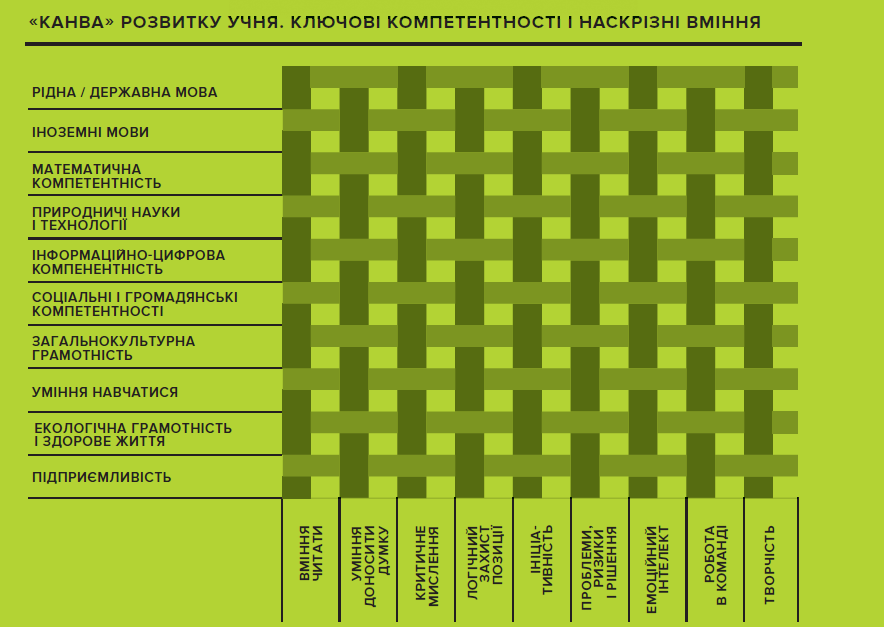 «КАНВА» РОЗВИТКУ УЧНЯ. КЛЮЧОВІ КОМПЕТЕНТНОСТІ І НАСКРІЗНІ ВМІННЯ
РІДНА / ДЕРЖАВНА МОВА
ІНОЗЕМНІ МОВИ
МАТЕМАТИЧНА
КОМПЕТЕНТНІСТЬ
ПРИРОДНИЧІ НАУКИ
І ТЕХНОЛОГІЇ
ІНФОРМАЦІЙНО-ЦИФРОВА
КОМПЕНЕНТНІСТЬ
СОЦІАЛЬНІ І ГРОМАДЯНСЬКІ
КОМПЕТЕНТНОСТІ
ЗАГАЛЬНОКУЛЬТУРНА
ГРАМОТНІСТЬ
УМІННЯ НАВЧАТИСЯ
ЕКОЛОГІЧНА ГРАМОТНІСТЬ
І ЗДОРОВЕ ЖИТТЯ
ПІДПРИЄМЛИВІСТЬ
ВМІННЯ
ЧИТАТИ
УМІННЯ
ДОНОСИТИ
ДУМКУ
КРИТИЧНЕ
МИСЛЕННЯ
ЛОГІЧНИЙ
ЗАХИСТ
ПОЗИЦІЇ
ІНІЦІА-
ТИВНІСТЬ
ПРОБЛЕМИ,
РИЗИКИ
І РІШЕННЯ
ЕМОЦІЙНИЙ
ІНТЕЛЕКТ
РОБОТА
В КОМАНДІ
ТВОРЧІСТЬ